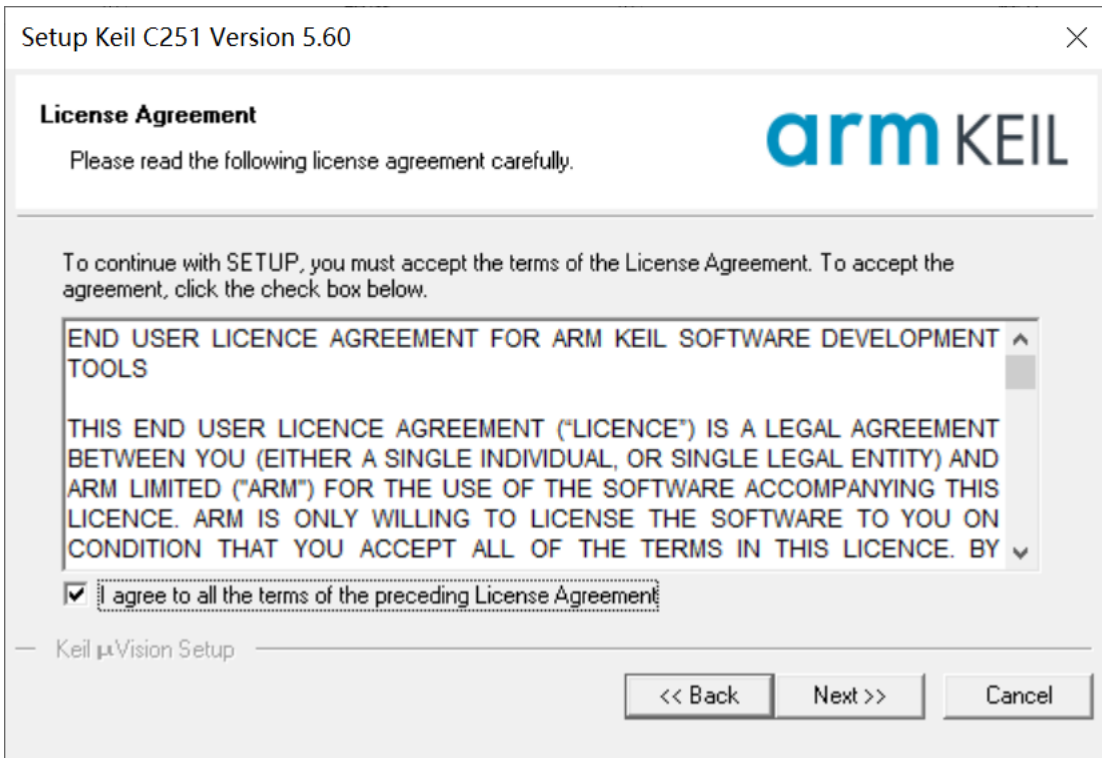 Setup Keil C251 Version 5.60
License Agreement
Please read the following license agreement carefully.
arm KEIL
To continue with SETUP, you must accept the terms of the License Agreement. To accept the
agreement, click the check box below.
END USER LICENCE AGREEMENT FOR ARM KEIL SOFTWARE DEVELOPMENT
TOOLS
THIS END USER LICENCE AGREEMENT (“LICENCE”) IS A LEGAL AGREEMENT
BETWEEN YOU (EITHER A SINGLE INDIVIDUAL, OR SINGLE LEGAL ENTITY) AND
ARM LIMITED ("ARM") FOR THE USE OF THE SOFTWARE ACCOMPANYING THIS
LICENCE. ARM IS ONLY WILLING TO LICENSE THE SOFTWARE TO YOU ON
CONDITION THAT YOU ACCEPT ALL OF THE TERMS IN THIS LICENCE. BY
I agree to all the terms of the preceding License Agreement
Keil µVision Setup
<< Back
Next >>
Cancel